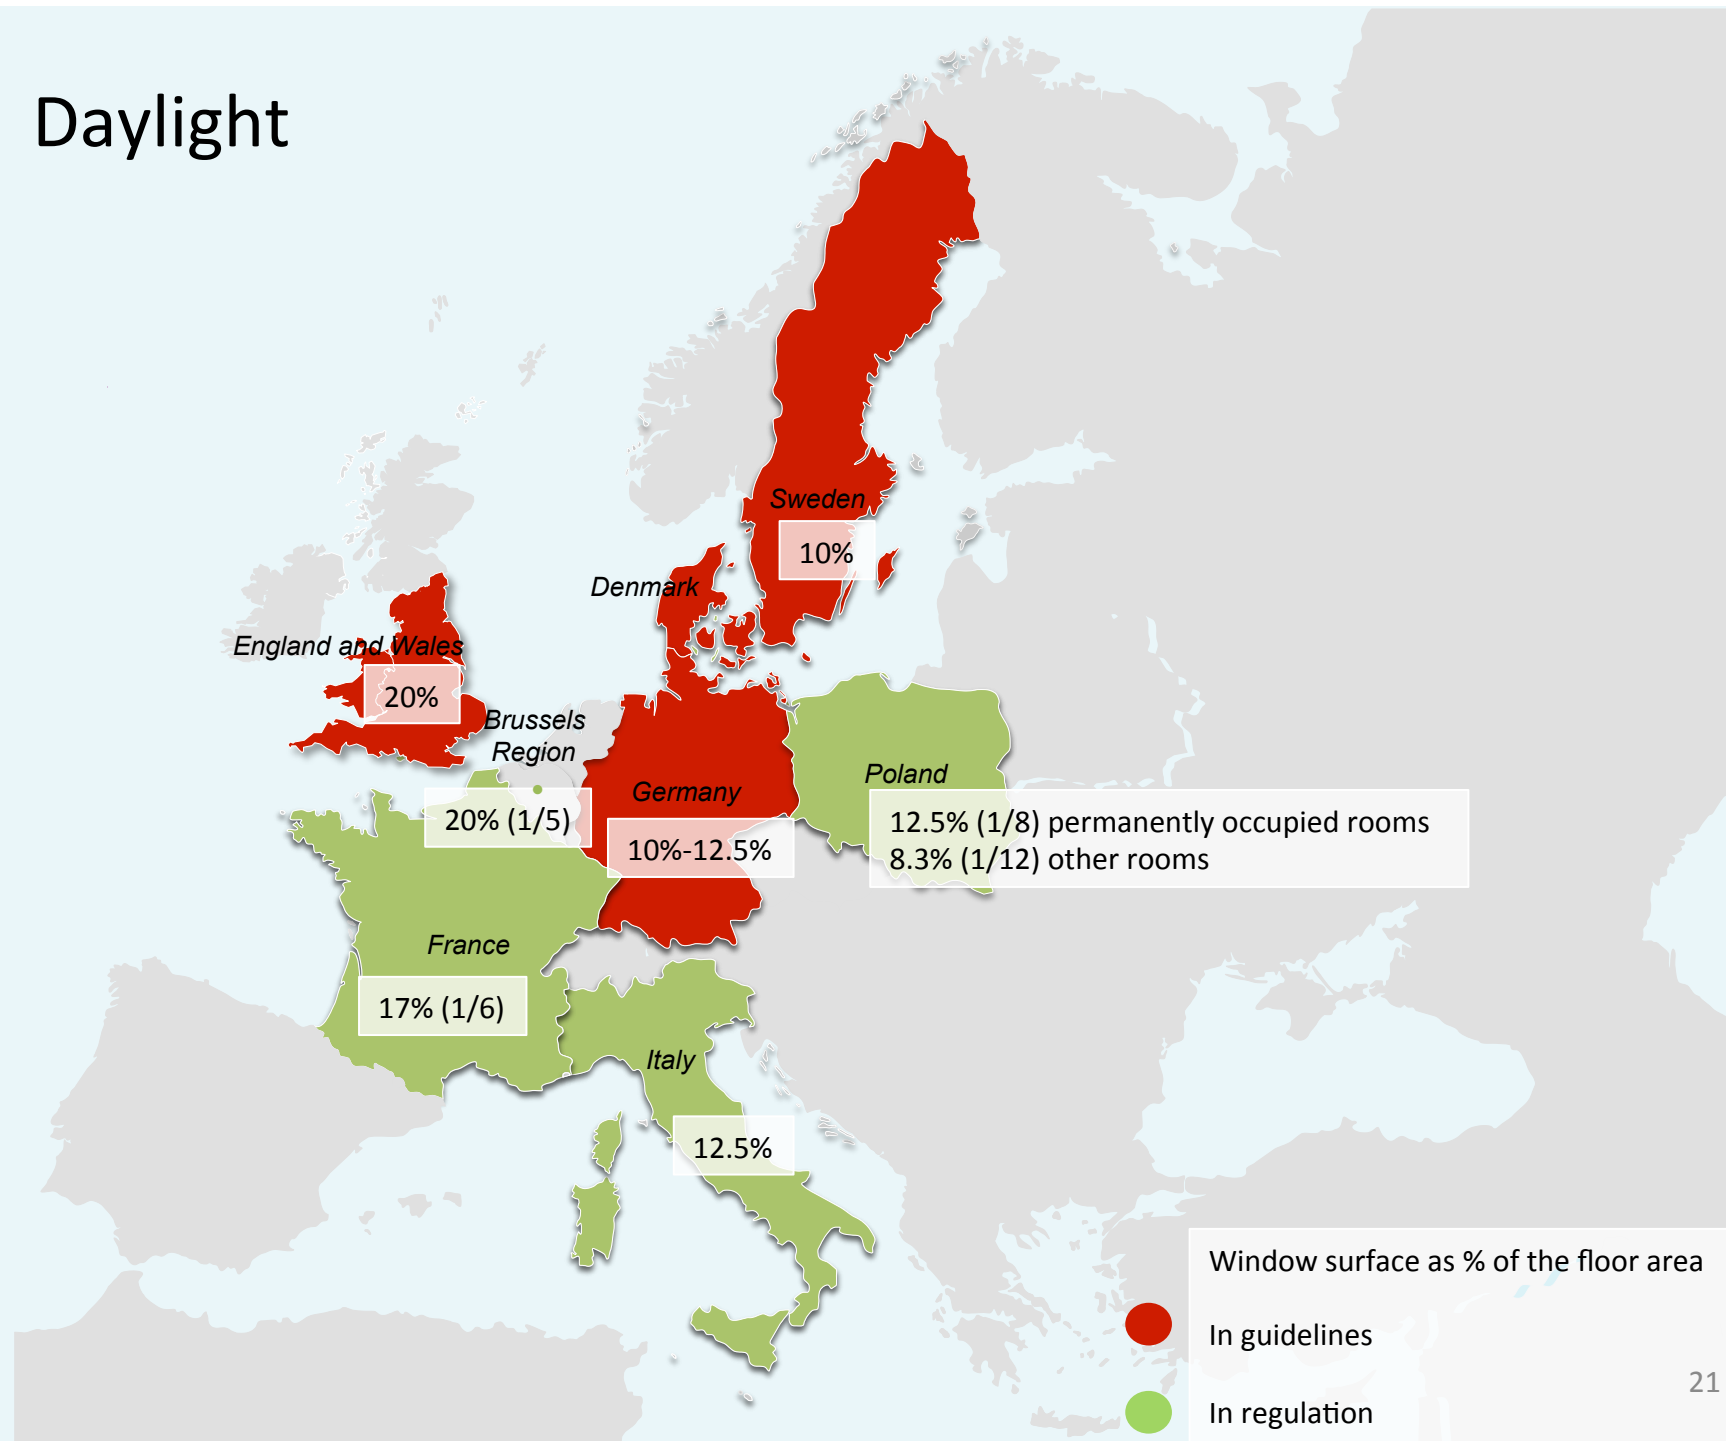 Daylight
Sweden
10%
Denmark
England and Wales
20%
Brussels
Region
20% (1/5)
Germany
10%-12.5%
Poland
12.5% (1/8) permanently occupied rooms
8.3% (1/12) other rooms
France
17% (1/6)
Italy
12.5%
Window surface as % of the floor area
In guidelines
In regulation
21